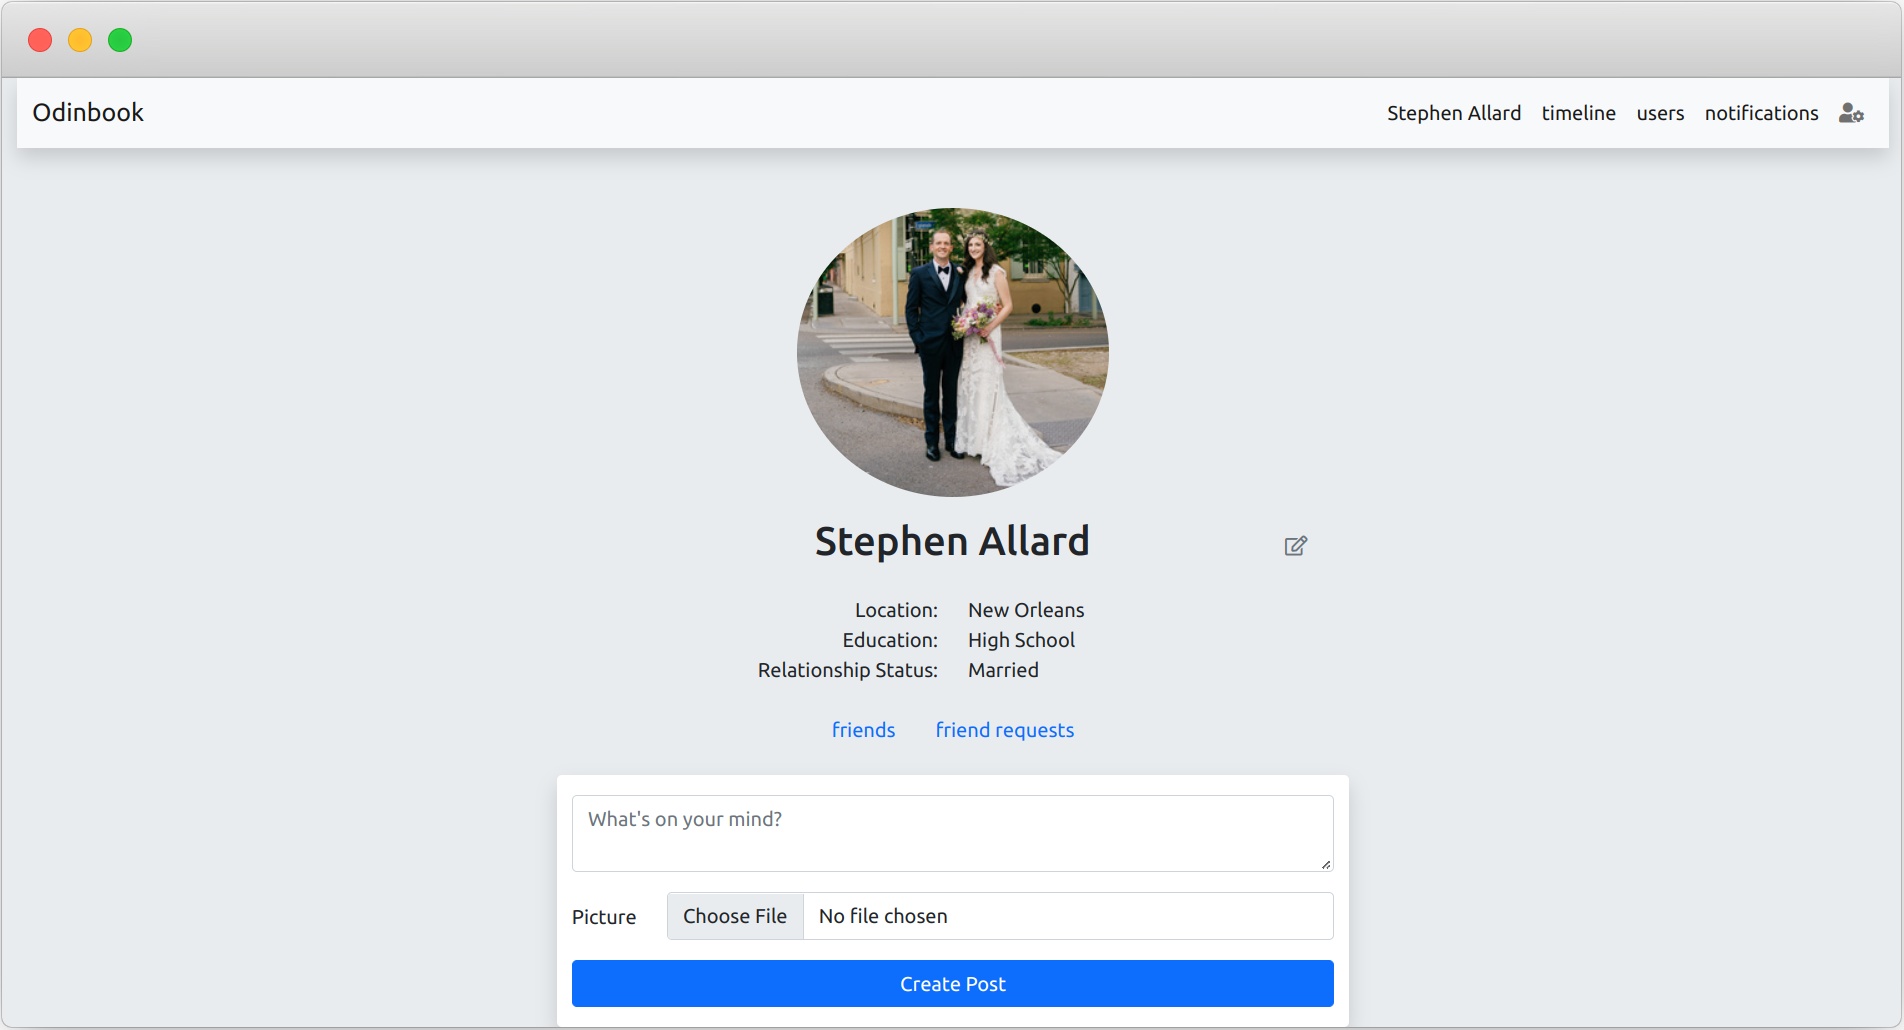 Odinbook
Stephen Allard timeline users notifications
Stephen Allard
Location: New Orleans
Education: High School
Relationship Status: Married
friends friend requests
What's on your mind?
Picture Choose File No file chosen
Create Post